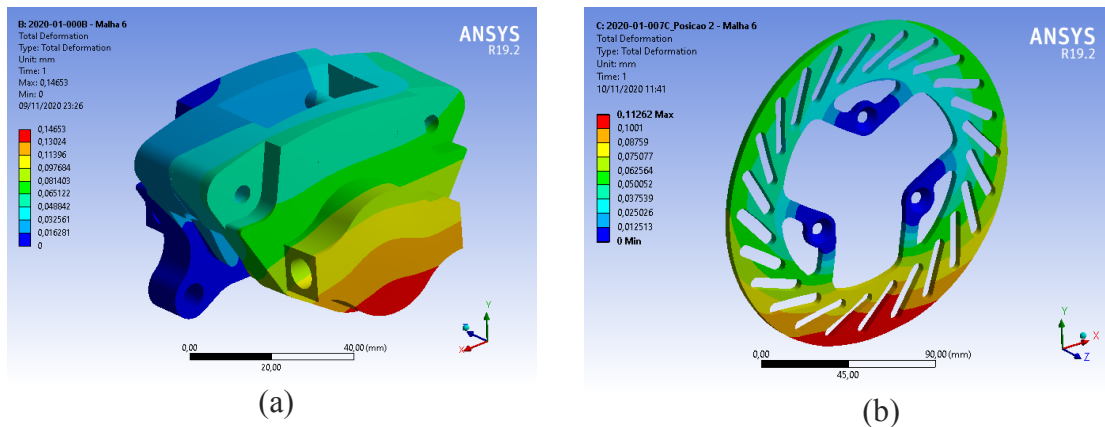 B: 2020-01-000B - Malha 6
Total Deformation
Type: Total Deformation
Unit: mm
Time: 1
Max: 0,14653
Min: 0
09/11/2020 23:26
0,14653
0,13024
0,11396
0,097684
0,081403
0,065122
0,048842
0,032561
0,016281
0
ANSYS
R19.2
0,00
40,00 (mm)
20,00
Y
Z
X
(a)
C: 2020-01-007C_Posicao 2 - Malha 6
Total Deformation
Type: Total Deformation
Unit: mm
Time: 1
10/11/2020 11:41
0,11262 Max
0,1001
0,08759
0,075077
0,062564
0,050052
0,037539
0,025026
0,012513
0 Min
ANSYS
R19.2
0,00
90,00 (mm)
45,00
Y
X
Z
(b)